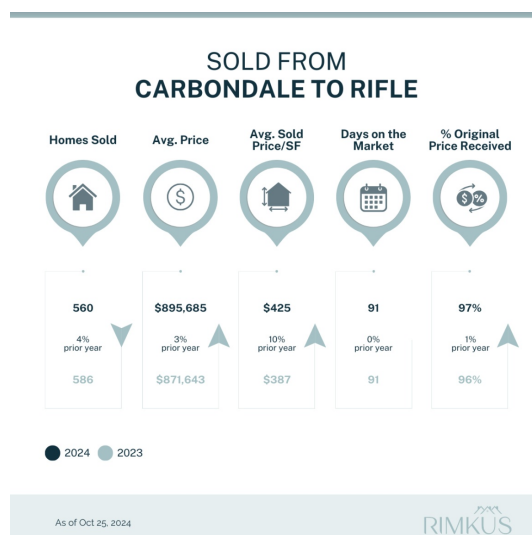 SOLD FROM
CARBONDALE TO RIFLE
Homes Sold
Avg. Price
Avg. Sold
Price/SF
Days on the
Market
% Original
Price Received
$
$ %
560
$895,685
$425
91
97%
4%
prior year
3%
prior year
10%
prior year
0%
prior year
1%
prior year
586
$871,643
$387
91
96%
2024
2023
As of Oct 25, 2024
RIMKUS